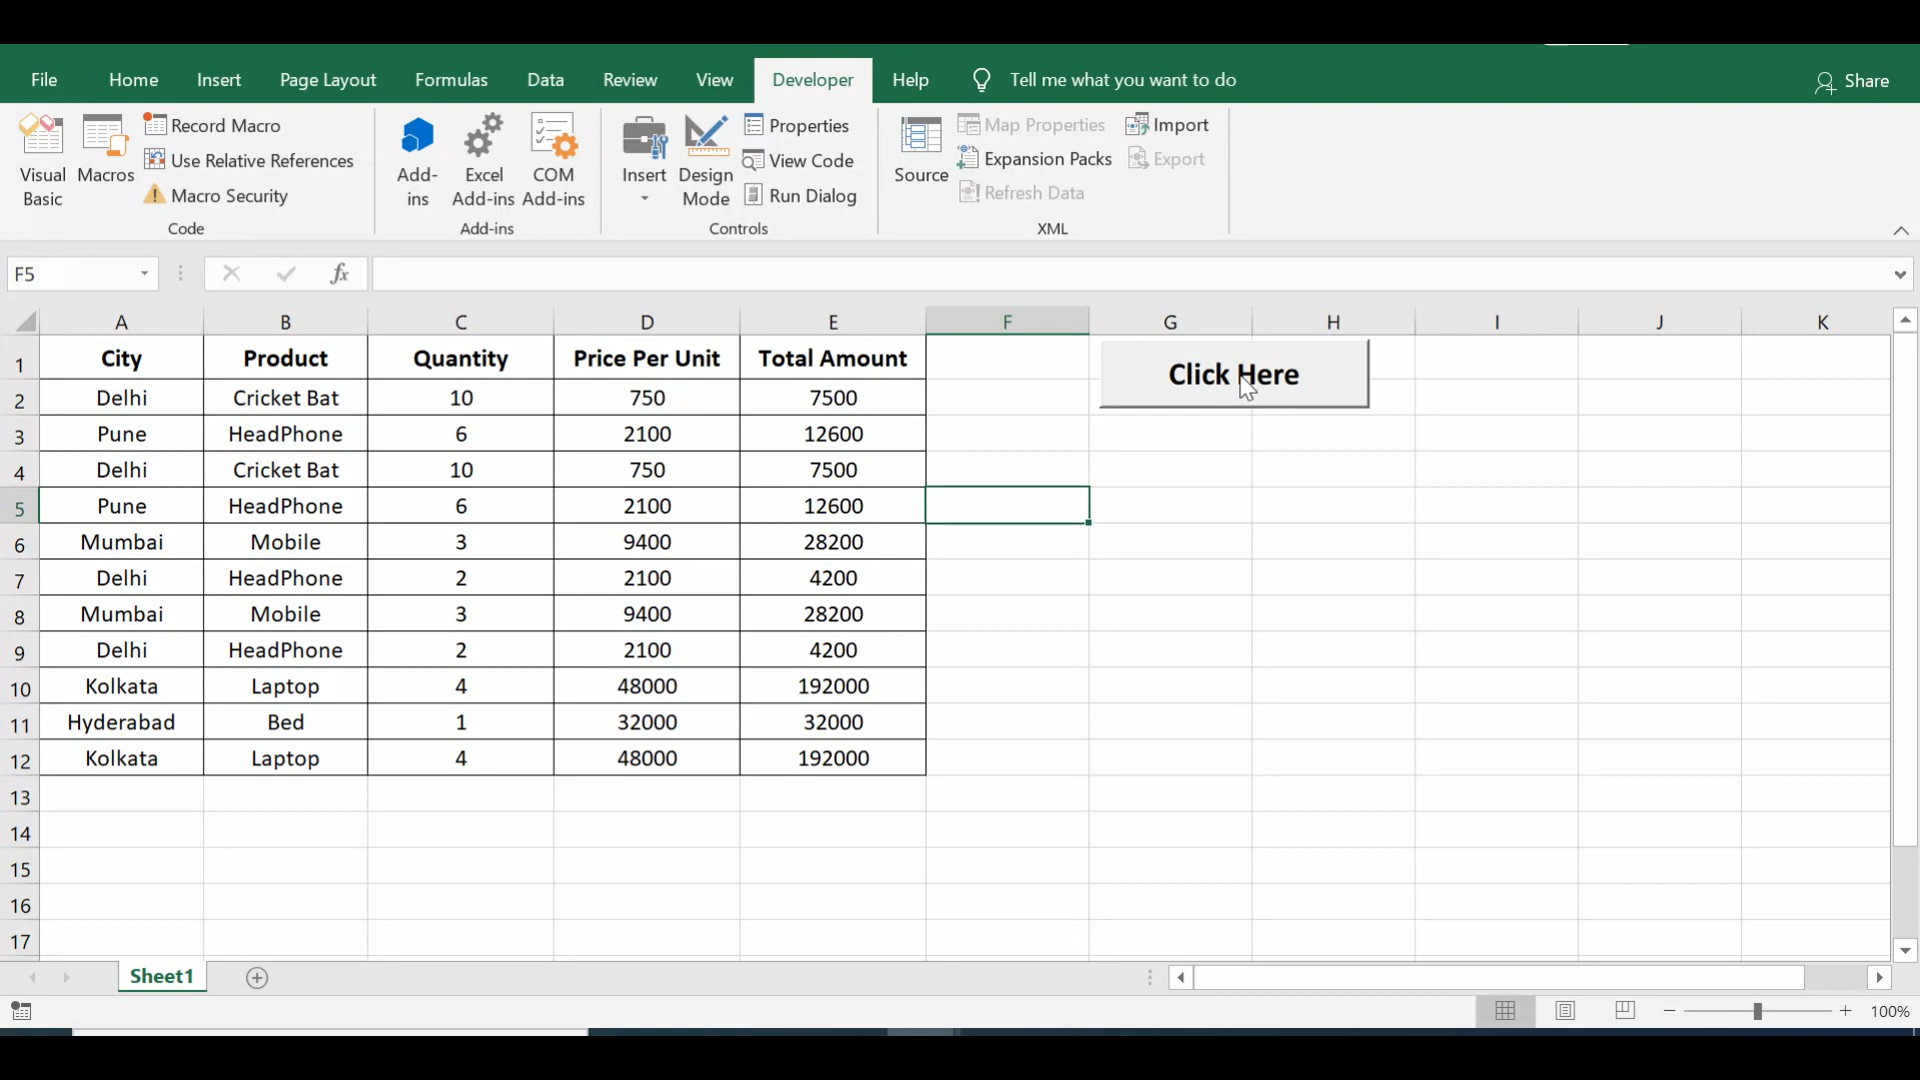 File Home Insert Page Layout Formulas Data Review View Developer Help Tell me what you want to do Share
Visual Basic
Macros
Record Macro
Use Relative References
Macro Security
Code
Add-ins
Excel Add-ins
COM Add-ins
Add-ins
Insert
Design Mode
Properties
View Code
Run Dialog
Controls
Source
Map Properties
Expansion Packs
Refresh Data
Import
Export
XML
F5 fx
A B C D E F G H I J K
1 City Product Quantity Price Per Unit Total Amount
Click Here
2 Delhi Cricket Bat 10 750 7500
3 Pune HeadPhone 6 2100 12600
4 Delhi Cricket Bat 10 750 7500
5 Pune HeadPhone 6 2100 12600
6 Mumbai Mobile 3 9400 28200
7 Delhi HeadPhone 2 2100 4200
8 Mumbai Mobile 3 9400 28200
9 Delhi HeadPhone 2 2100 4200
10 Kolkata Laptop 4 48000 192000
11 Hyderabad Bed 1 32000 32000
12 Kolkata Laptop 4 48000 192000
13
14
15
16
17
Sheet1
100%